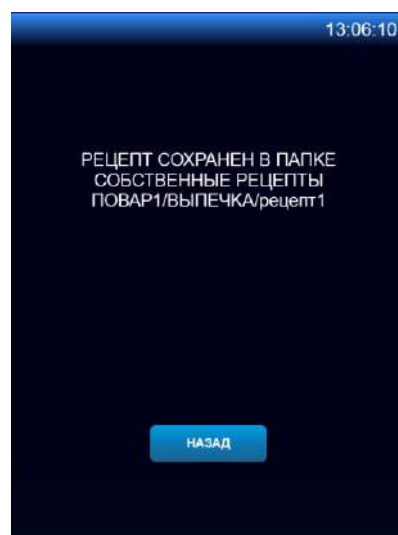 13:06:10
РЕЦЕПТ СОХРАНЕН В ПАПКЕ
СОБСТВЕННЫЕ РЕЦЕПТЫ
ПОВАР1/ВЫПЕЧКА/рецепт1
НАЗАД